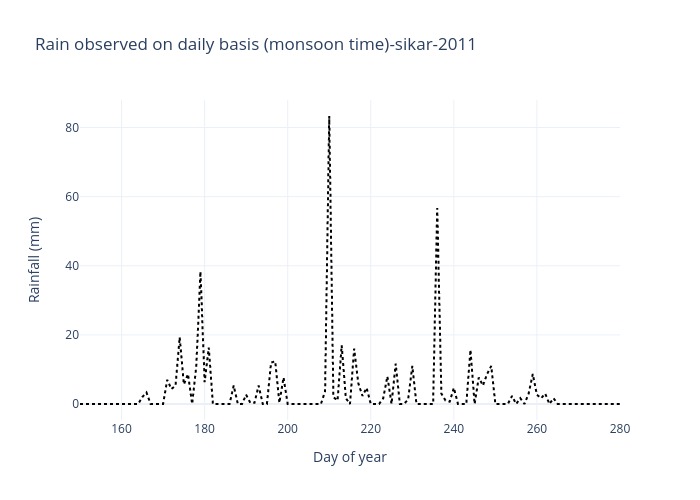 Rain observed on daily basis (monsoon time)-sikar-2011
80
60
40
20
0
Rainfall (mm)
160 180 200 220 240 260 280
Day of year